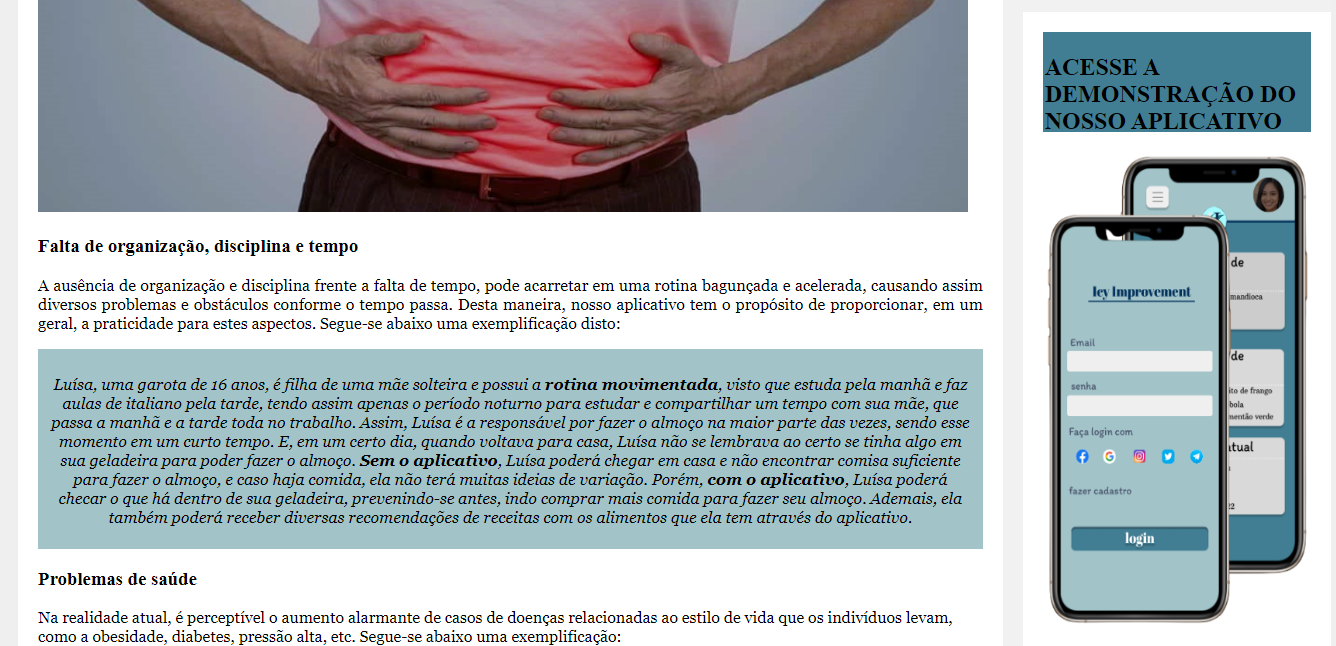 Falta de organização, disciplina e tempo
A ausência de organização e disciplina frente a falta de tempo, pode acarretar em uma rotina bagunçada e acelerada, causando assim
diversos problemas e obstáculos conforme o tempo passa. Desta maneira, nosso aplicativo tem o propósito de proporcionar, em um
geral, a praticidade para estes aspectos. Segue-se abaixo uma exemplificação disto:
Luísa, uma garota de 16 anos, é filha de uma mãe solteira e possui a rotina movimentada, visto que estuda pela manhã e faz
aulas de italiano pela tarde, tendo assim apenas o período noturno para estudar e compartilhar um tempo com sua mãe, que
passa a manhã e a tarde toda no trabalho. Assim, Luísa é a responsável por fazer o almoço na maior parte das vezes, sendo esse
momento em um curto tempo. E, em um certo dia, quando voltava para casa, Luísa não se lembrava ao certo se tinha algo em
sua geladeira para poder fazer o almoço. Sem o aplicativo, Luísa poderá chegar em casa e não encontrar comisa suficiente
para fazer o almoço, e caso haja comida, ela não terá muitas ideias de variação. Porém, com o aplicativo, Luísa poderá
checar o que há dentro de sua geladeira, prevenindo-se antes, indo comprar mais comida para fazer seu almoço. Ademais, ela
também poderá receber diversas recomendações de receitas com os alimentos que ela tem através do aplicativo.
Problemas de saúde
Na realidade atual, é perceptível o aumento alarmante de casos de doenças relacionadas ao estilo de vida que os indivíduos levam,
como a obesidade, diabetes, pressão alta, etc. Segue-se abaixo uma exemplificação:
ACESSE A
DEMONSTRAÇÃO DO
NOSSO APLICATIVO
Icy Improvement
Email
senha
Faça login com
fazer cadastro
login
de
mandioca
de
ito de frango
bola
mentão verde
tual